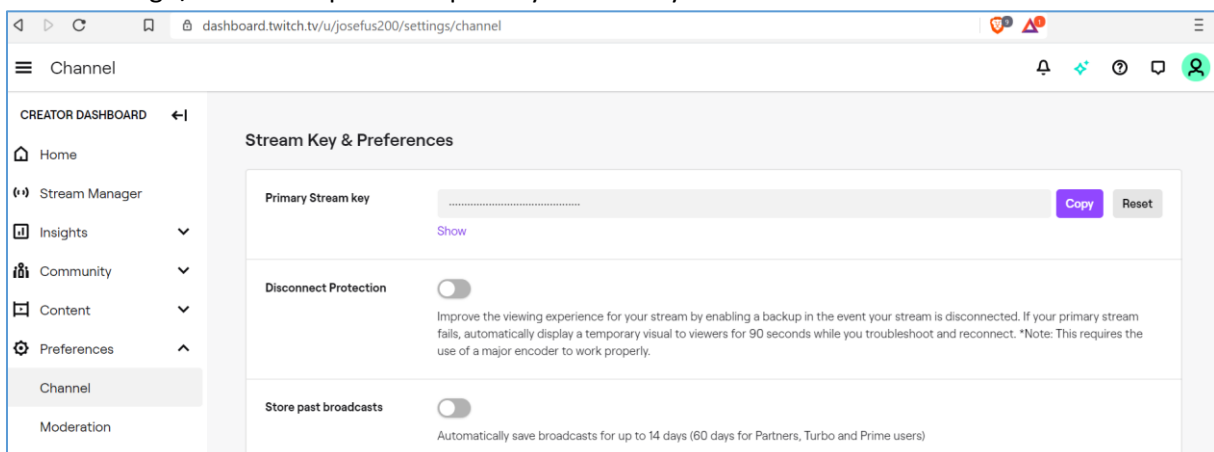 dashboard.twitch.tv/u/josefus200/settings/channel
Channel
CREATOR DASHBOARD
Home
Stream Manager
Insights
Community
Content
Preferences
Channel
Moderation
Stream Key & Preferences
Primary Stream key
.............................................
Copy
Reset
Show
Disconnect Protection
Improve the viewing experience for your stream by enabling a backup in the event your stream is disconnected. If your primary stream
fails, automatically display a temporary visual to viewers for 90 seconds while you troubleshoot and reconnect. *Note: This requires the
use of a major encoder to work properly.
Store past broadcasts
Automatically save broadcasts for up to 14 days (60 days for Partners, Turbo and Prime users)